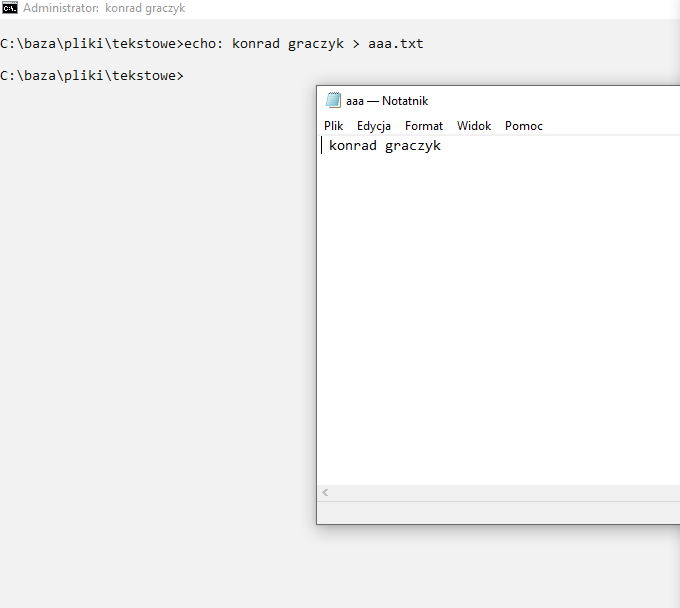 Administrator: konrad graczyk
C:\baza\pliki\tekstowe>echo: konrad graczyk > aaa.txt
C:\baza\pliki\tekstowe>
aaa — Notatnik
Plik Edycja Format Widok Pomoc
konrad graczyk